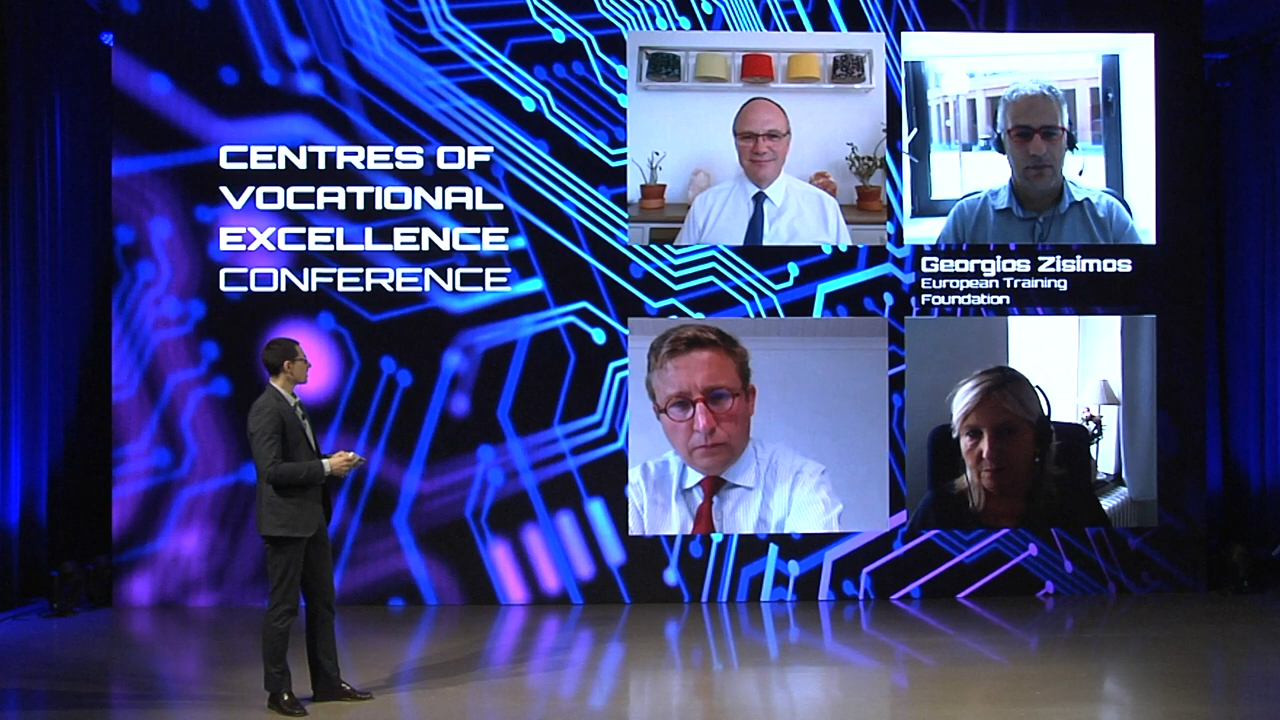 CENTRES OF
VOCATIONAL
EXCELLENCE
CONFERENCE
Georgios Zisimos
European Training
Foundation